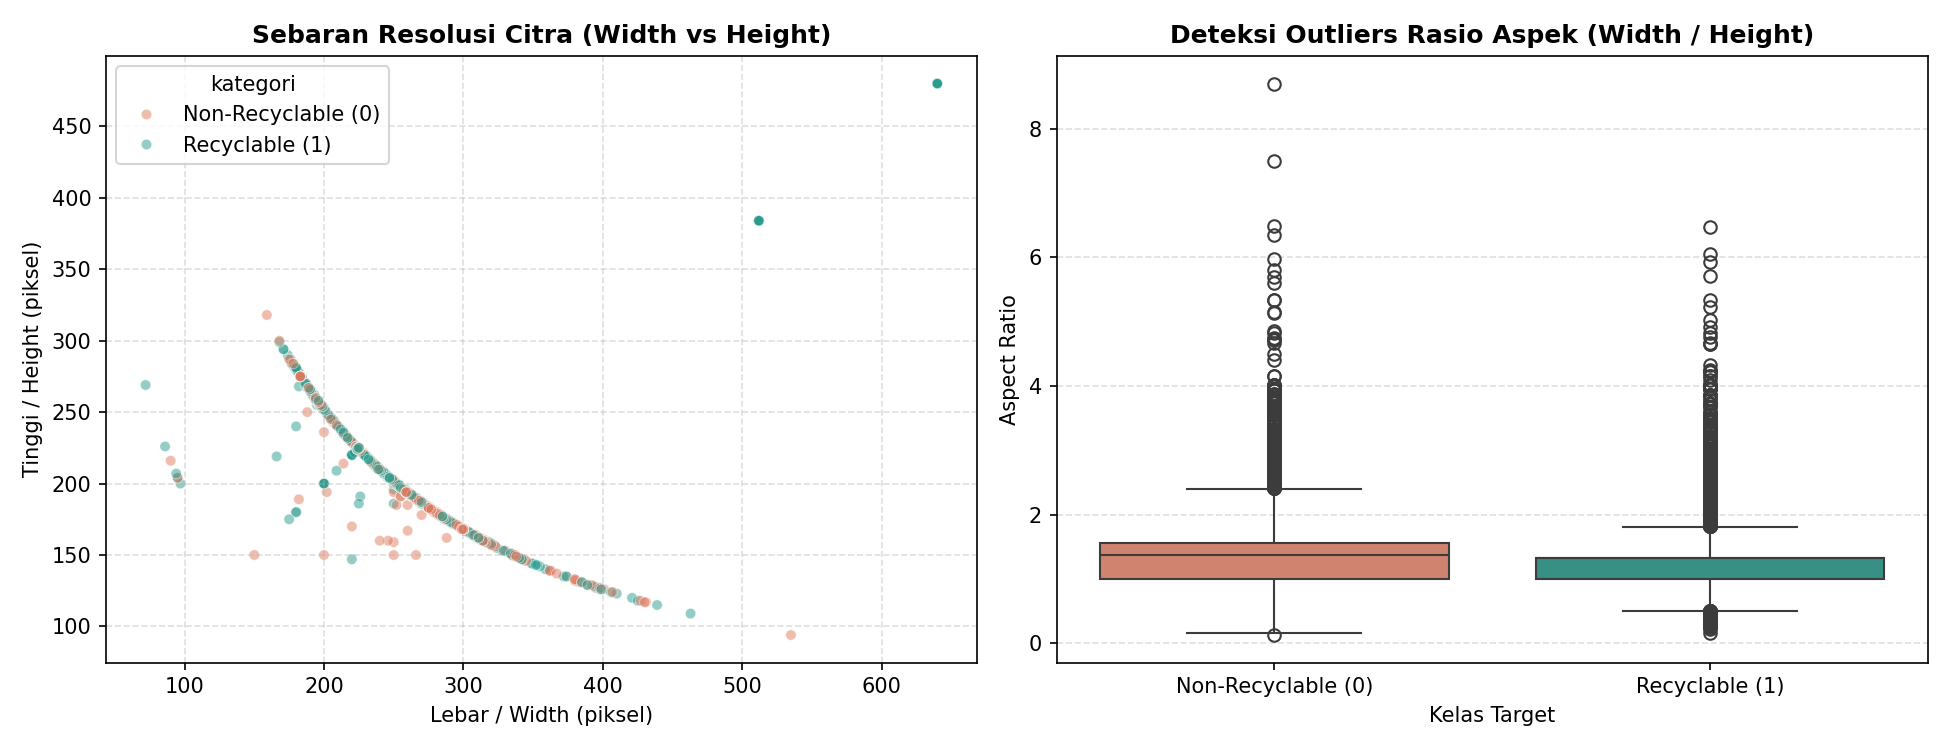 Sebaran Resolusi Citra (Width vs Height)
kategori
Non-Recyclable (0)
Recyclable (1)
Tinggi / Height (piksel)
450
400
350
300
250
200
150
100
100 200 300 400 500 600
Lebar / Width (piksel)
Deteksi Outliers Rasio Aspek (Width / Height)
Aspect Ratio
8
6
4
2
0
Non-Recyclable (0) Recyclable (1)
Kelas Target